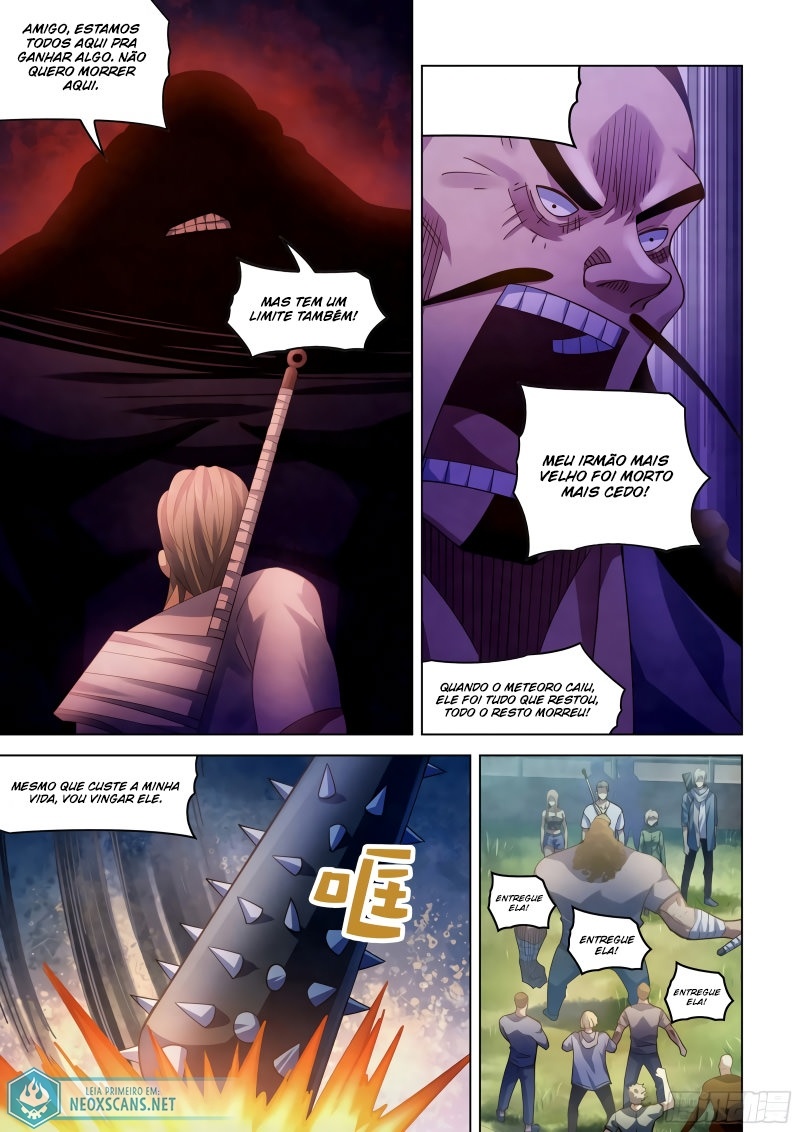 AMIGO, ESTAMOS
TODOS AQUI PRA
GANHAR ALGO. NÃO
QUERO MORRER
AQUI.
MAS TEM UM
LIMITE TAMBÉM!
MEU IRMÃO MAIS
VELHO FOI MORTO
MAIS CEDO!
QUANDO O METEORO CAIU,
ELE FOI TUDO QUE RESTOU,
TODO O RESTO MORREU!
MESMO QUE CUSTE A MINHA
VIDA, VOU VINGAR ELE.
哐
ENTREGUE
ELA!
ENTREGUE
ELA!
ENTREGUE
ELA!
LEIA PRIMEIRO EM:
NEOXSCANS.NET